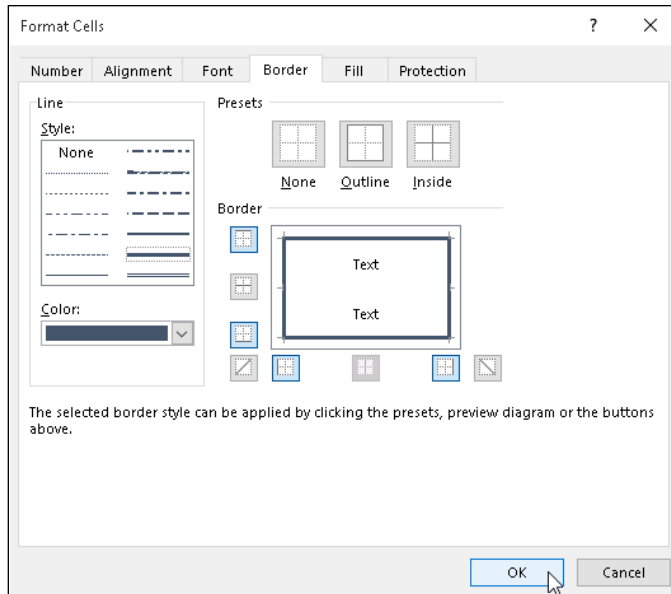 Format Cells
?
Number Alignment Font Border Fill Protection
Line
Style:
None
Color:
Presets
None Outline Inside
Border
Text
Text
The selected border style can be applied by clicking the presets, preview diagram or the buttons
above.
OK Cancel